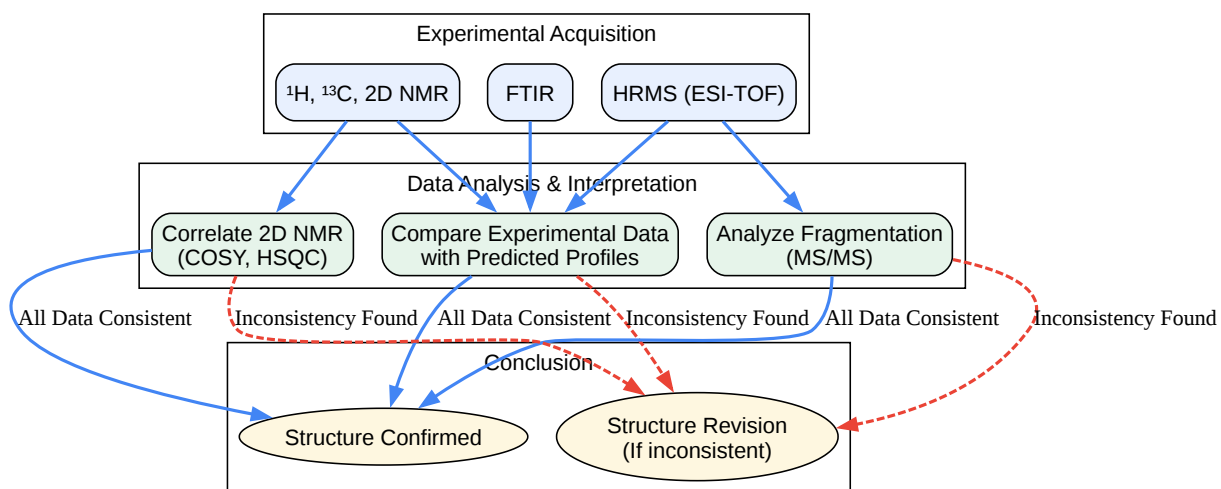 Experimental Acquisition
¹H, ¹³C, 2D NMR
FTIR
HRMS (ESI-TOF)
Data Analysis & Interpretation
Correlate 2D NMR
(COSY, HSQC)
Compare Experimental Data
with Predicted Profiles
Analyze Fragmentation
(MS/MS)
All Data Consistent
Inconsistency Found
All Data Consistent
Inconsistency Found
All Data Consistent
Inconsistency Found
Conclusion
Structure Confirmed
Structure Revision
(If inconsistent)